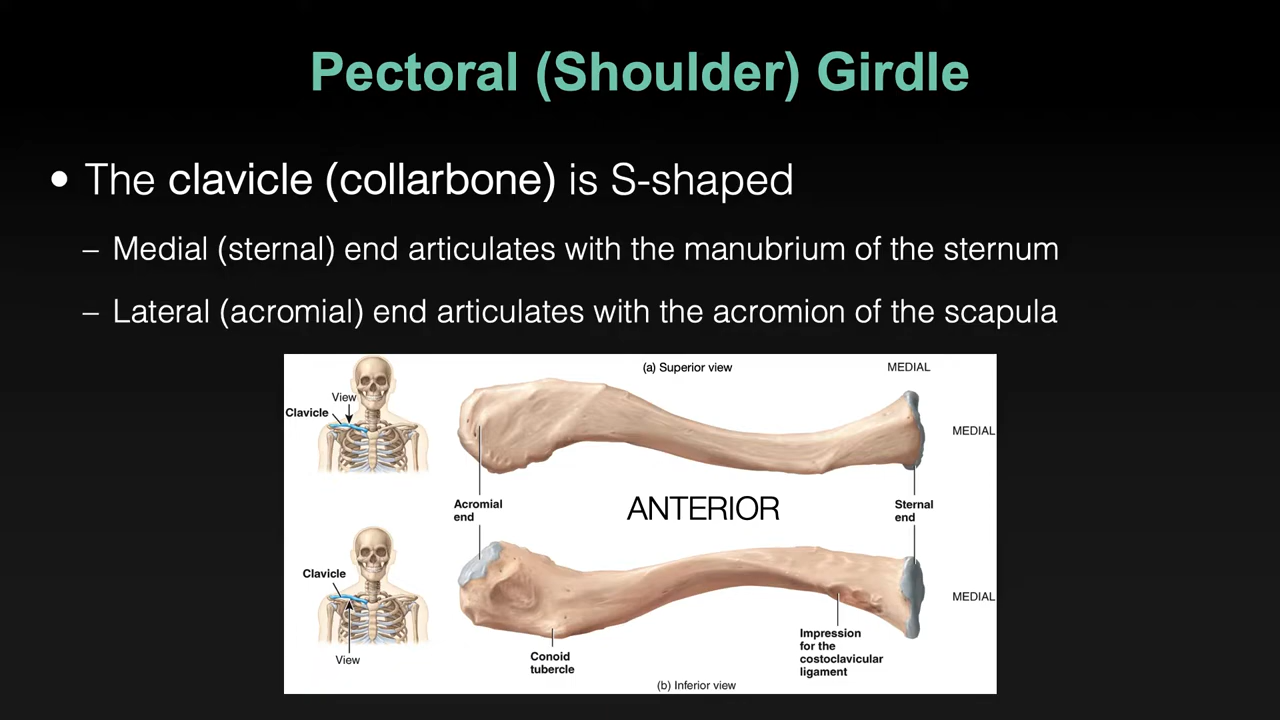 Pectoral (Shoulder) Girdle
• The clavicle (collarbone) is S-shaped
– Medial (sternal) end articulates with the manubrium of the sternum
– Lateral (acromial) end articulates with the acromion of the scapula
(a) Superior view
MEDIAL
View
Clavicle
MEDIAL
Acromial
end
ANTERIOR
Sternal
end
Clavicle
View
MEDIAL
Conoid
tubercle
Impression
for the
costoclavicular
ligament
(b) Inferior view